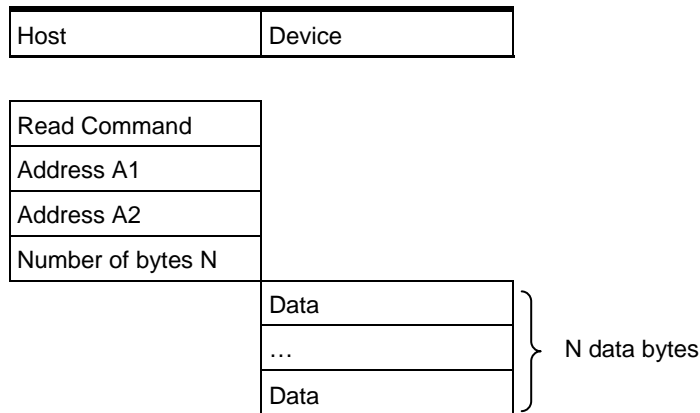 Host Device
Read Command
Address A1
Address A2
Number of bytes N
Data
…
Data
N data bytes